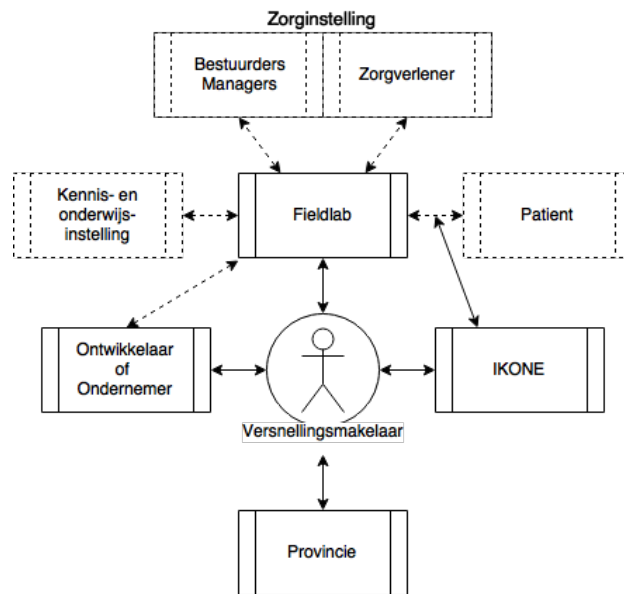 Zorginstelling
Bestuurders
Managers
Zorgverlener
Kennis- en
onderwijs-
instelling
Fieldlab
Patient
Ontwikkelaar
of
Ondernemer
IKONE
Versnellingsmakelaar
Provincie